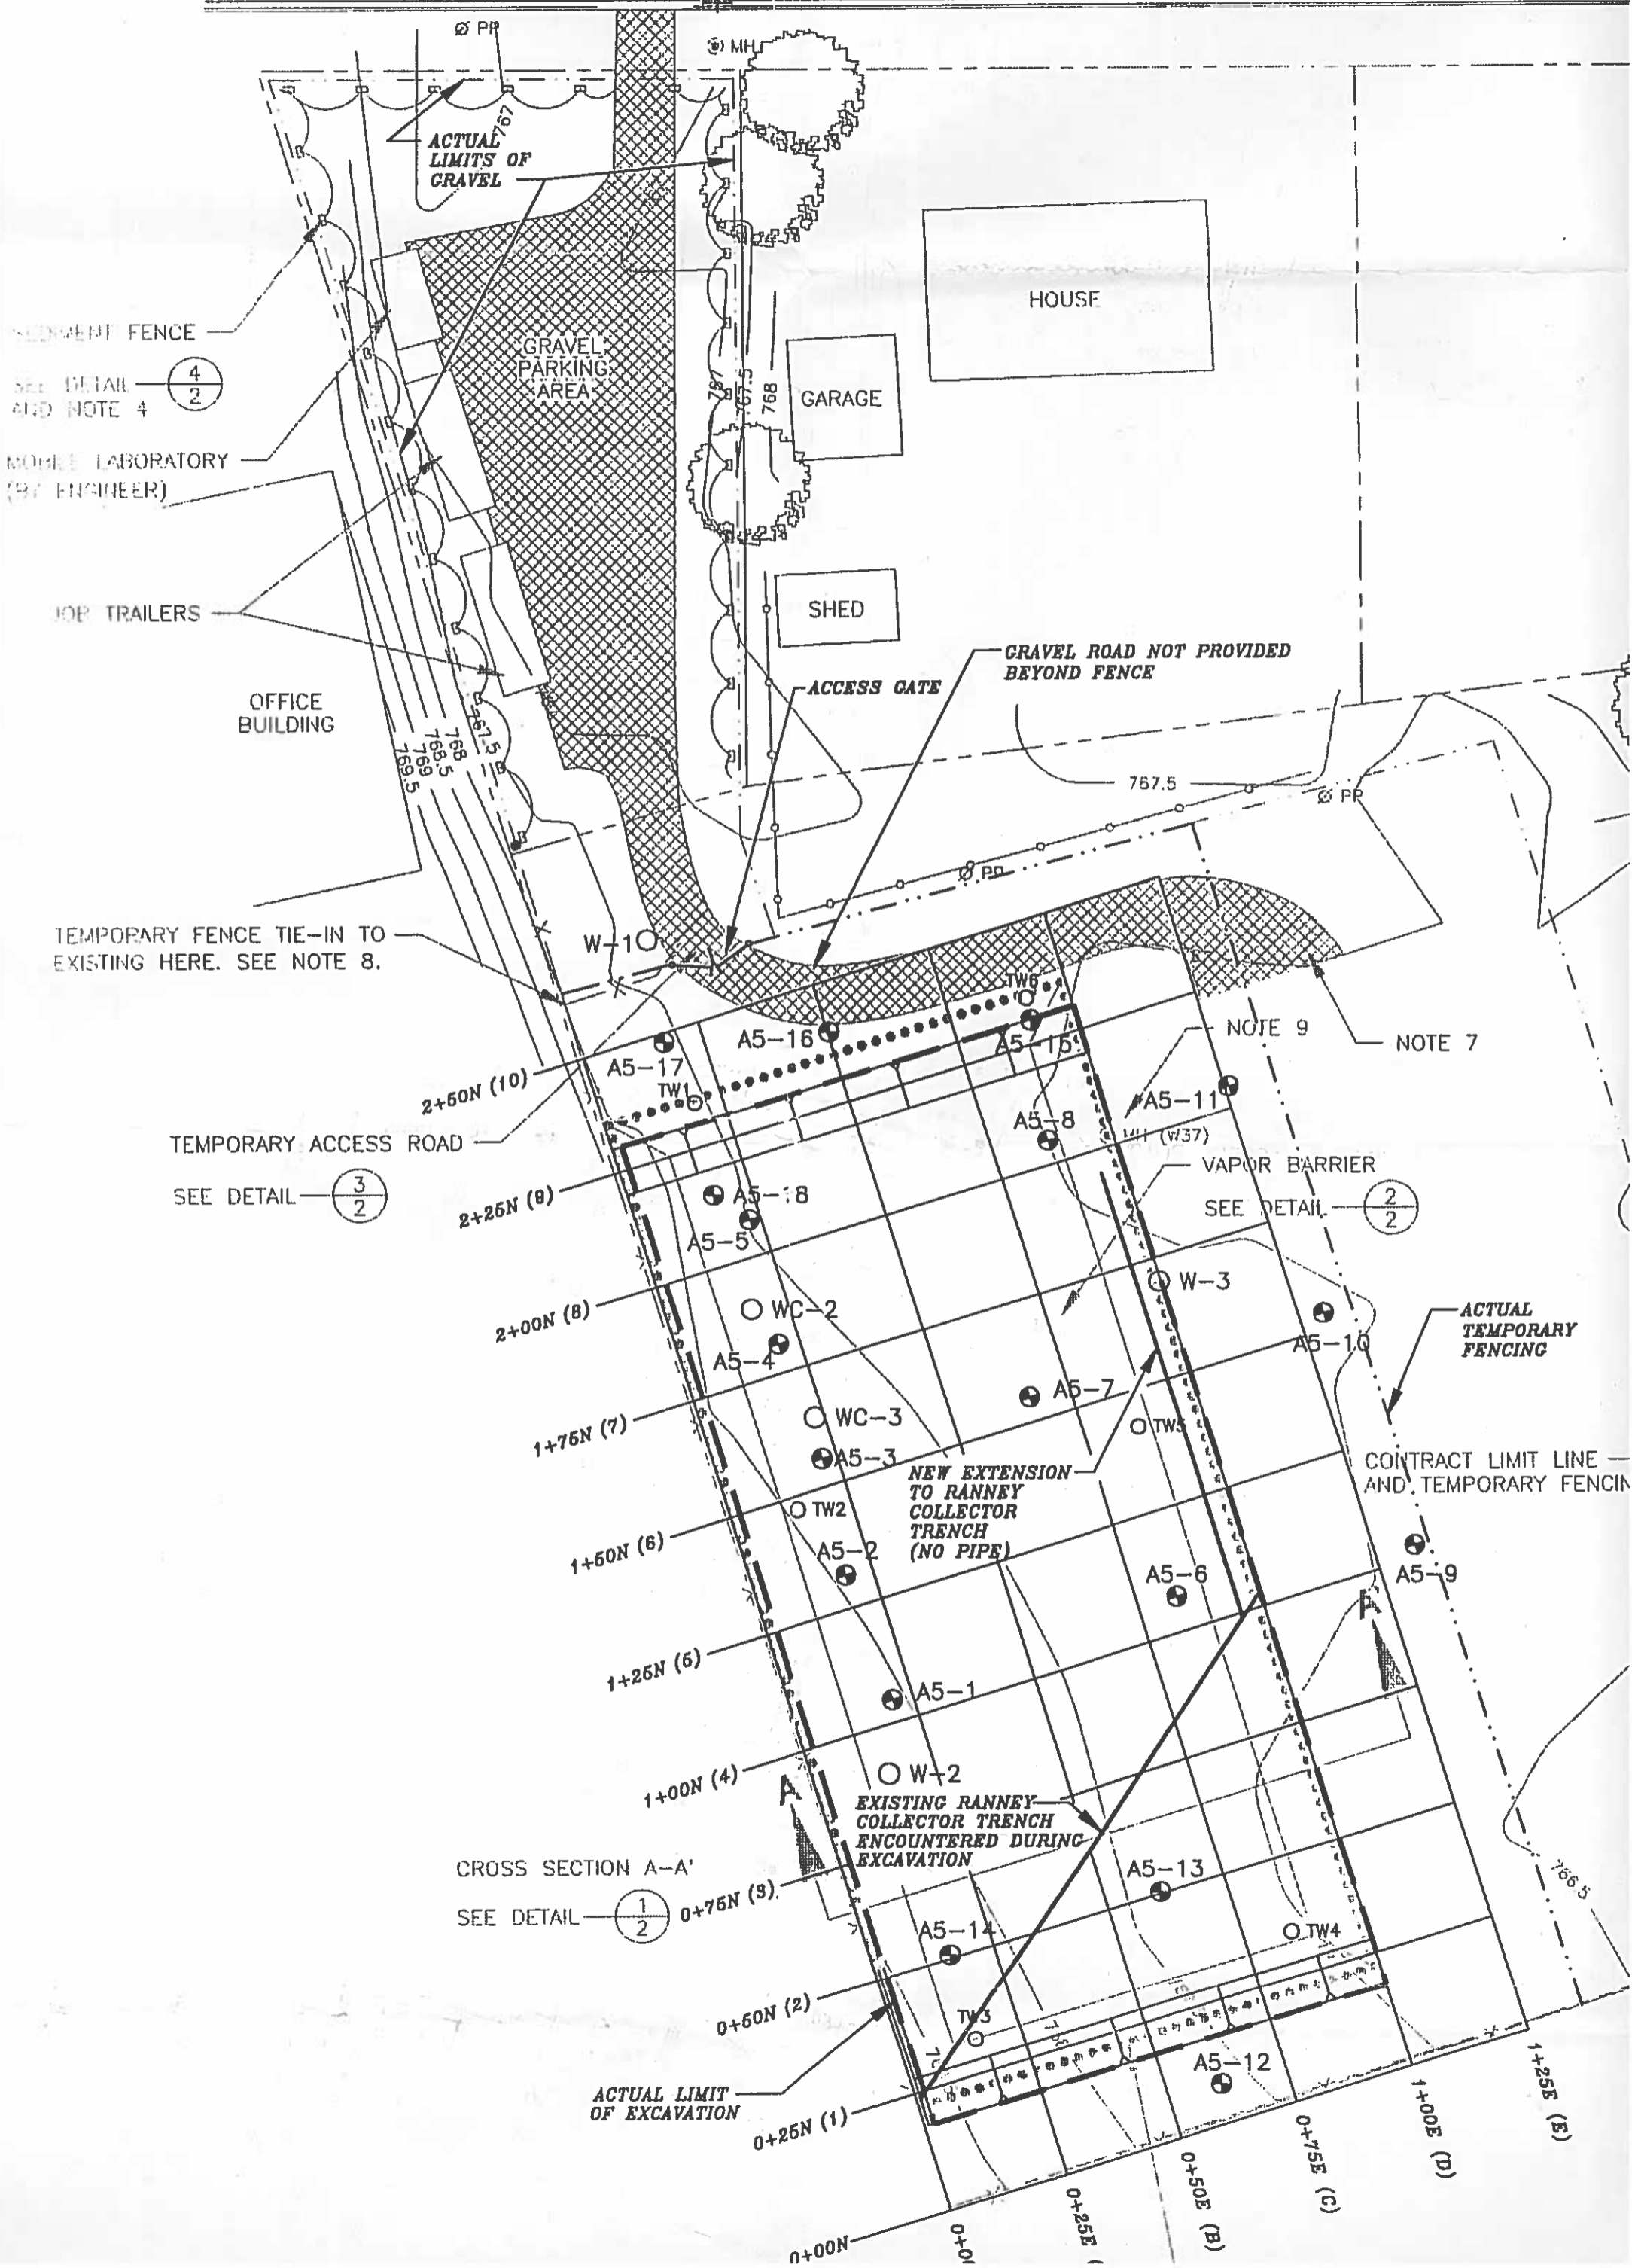 PP
MH
767
ACTUAL
LIMITS OF
GRAVEL
HOUSE
FENCE
GRAVEL
PARKING
AREA
SEE DETAIL
4
2
AND NOTE 4
767
767.5
768
GARAGE
LABORATORY
(BY ENGINEER)
JOB TRAILERS
SHED
GRAVEL ROAD NOT PROVIDED
BEYOND FENCE
ACCESS GATE
OFFICE
BUILDING
767.5
768
768.5
769
769.5
767.5
PP
PP
TEMPORARY FENCE TIE-IN TO
EXISTING HERE. SEE NOTE 8.
W-1
TW6
NOTE 9
NOTE 7
A5-16
A5-15
A5-17
TW1
2+50N (10)
A5-11
A5-8
MH (W37)
TEMPORARY ACCESS ROAD
SEE DETAIL
3
2
VAPOR BARRIER
SEE DETAIL
2
2
2+25N (9)
A5-18
A5-5
W-3
2+00N (8)
WC-2
A5-4
A5-10
ACTUAL
TEMPORARY
FENCING
A5-7
WC-3
TW5
1+75N (7)
A5-3
NEW EXTENSION
TO RANNEY
COLLECTOR
TRENCH
(NO PIPE)
CONTRACT LIMIT LINE
AND TEMPORARY FENCIN
TW2
1+50N (6)
A5-2
A5-6
A5-9
A
1+25N (5)
A5-1
1+00N (4)
W-2
A
EXISTING RANNEY
COLLECTOR TRENCH
ENCOUNTERED DURING
EXCAVATION
CROSS SECTION A-A'
SEE DETAIL
1
2
0+75N (3)
A5-13
766.5
A5-14
TW4
0+50N (2)
TW3
A5-12
ACTUAL LIMIT
OF EXCAVATION
0+25N (1)
1+25E (E)
1+00E (D)
0+75E (C)
0+50E (B)
0+25E (
0+00N